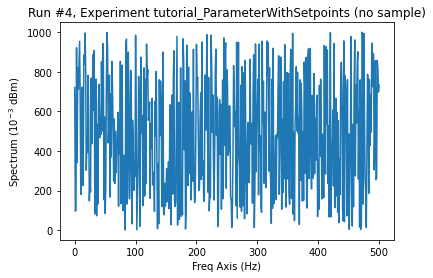 Run #4, Experiment tutorial_ParameterWithSetpoints (no sample)
1000
800
600
400
200
0
Spectrum (10⁻³ dBm)
0 100 200 300 400 500
Freq Axis (Hz)